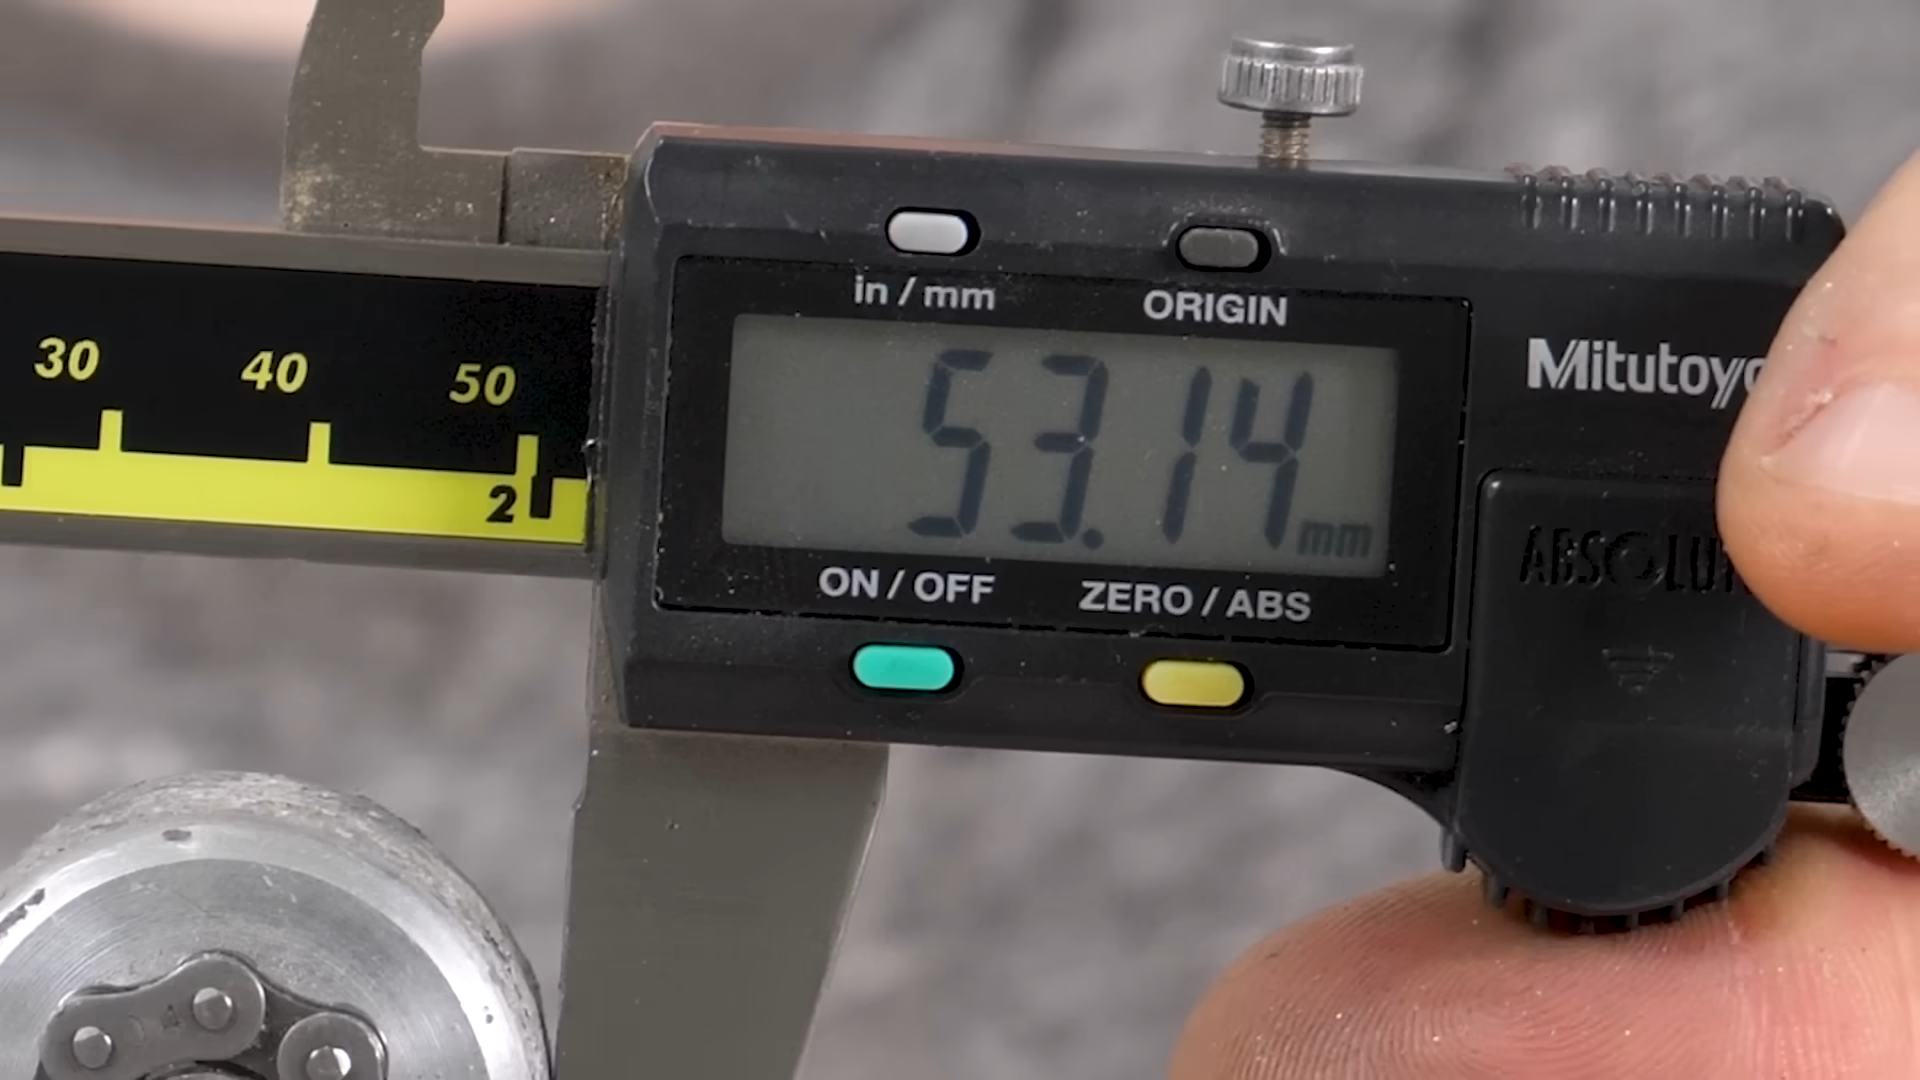 in / mm
ORIGIN
30 40 50
2
53.14 mm
Mitutoyo
ON / OFF
ZERO / ABS